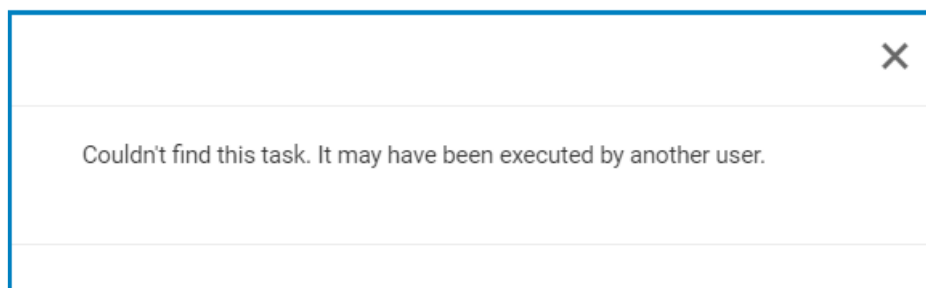 Couldn't find this task. It may have been executed by another user.